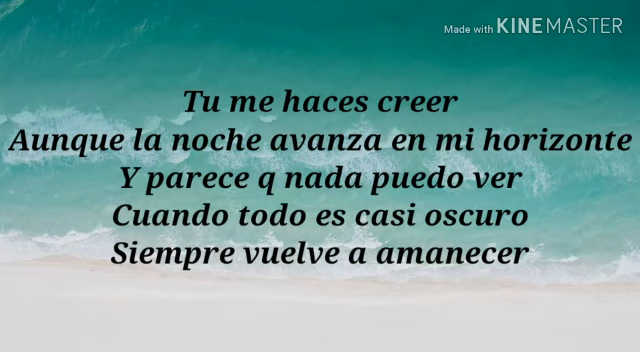 Made with KINEMASTER
Tu me haces creer
Aunque la noche avanza en mi horizonte
Y parece q nada puedo ver
Cuando todo es casi oscuro
Siempre vuelve a amanecer